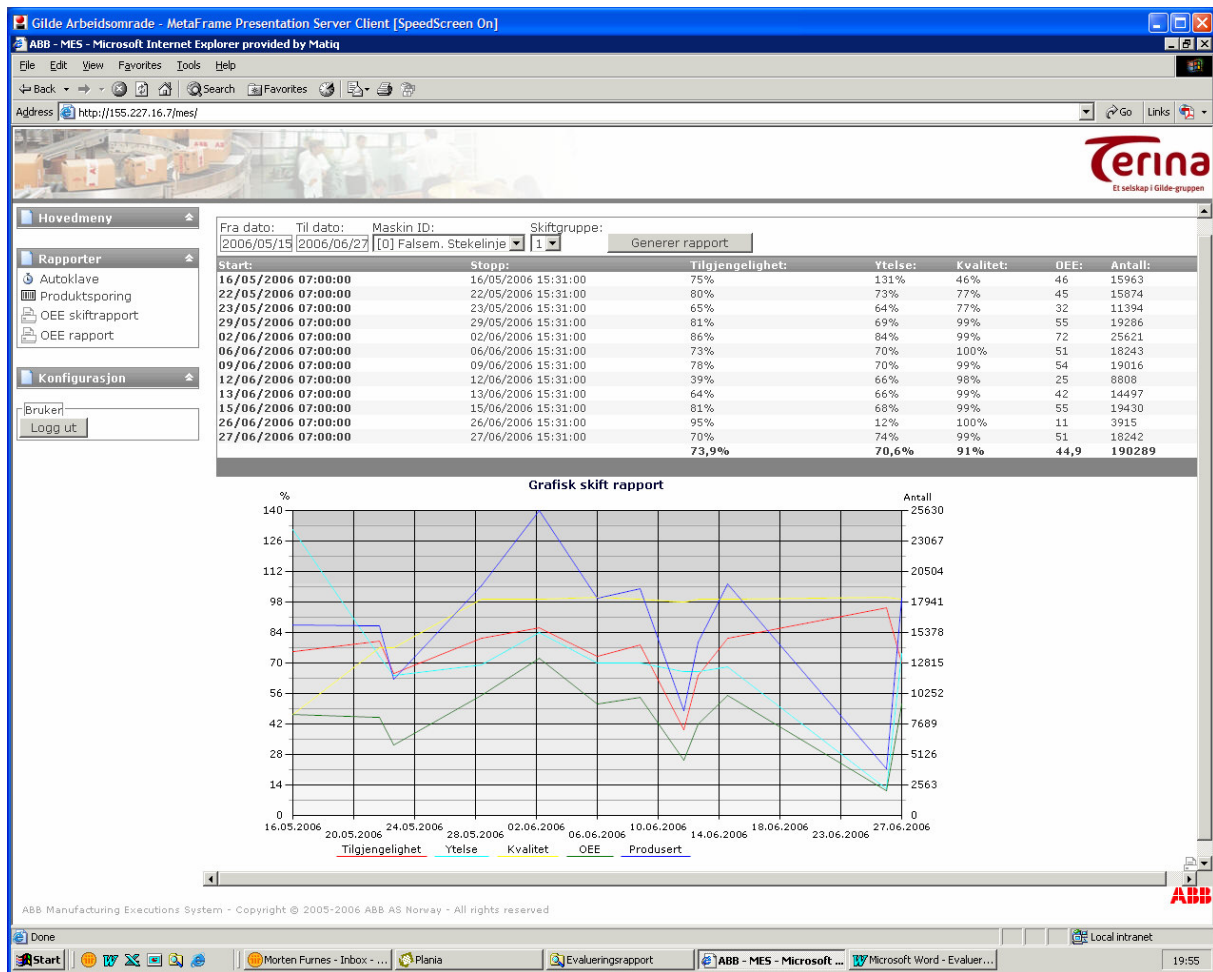 Gilde Arbeidsomrade - MetaFrame Presentation Server Client [SpeedScreen On]
ABB - MES - Microsoft Internet Explorer provided by Matiq
File Edit View Favorites Tools Help
Back Search Favorites
Address http://155.227.16.7/mes/ Go Links
Terina
Et selskap i Gilde-gruppen
Hovedmeny
Rapporter
Autoklave
Produktsporing
OEE skiftrapport
OEE rapport
Konfigurasjon
Bruker
Logg ut
Fra dato: Til dato: Maskin ID: Skiftgruppe:
2006/05/15 2006/06/27 [0] Falsem. Stekelinje 1 Generer rapport
Start: Stopp: Tilgjengelighet: Ytelse: Kvalitet: OEE: Antall:
16/05/2006 07:00:00 16/05/2006 15:31:00 75% 131% 46% 46 15963
22/05/2006 07:00:00 22/05/2006 15:31:00 80% 73% 77% 45 15874
23/05/2006 07:00:00 23/05/2006 15:31:00 65% 64% 77% 32 11394
29/05/2006 07:00:00 29/05/2006 15:31:00 81% 69% 99% 55 19286
02/06/2006 07:00:00 02/06/2006 15:31:00 86% 84% 99% 72 25621
06/06/2006 07:00:00 06/06/2006 15:31:00 73% 70% 100% 51 18243
09/06/2006 07:00:00 09/06/2006 15:31:00 78% 70% 99% 54 19016
12/06/2006 07:00:00 12/06/2006 15:31:00 39% 66% 98% 25 8808
13/06/2006 07:00:00 13/06/2006 15:31:00 64% 66% 99% 42 14497
15/06/2006 07:00:00 15/06/2006 15:31:00 81% 68% 99% 55 19430
26/06/2006 07:00:00 26/06/2006 15:31:00 95% 12% 100% 11 3915
27/06/2006 07:00:00 27/06/2006 15:31:00 70% 74% 99% 51 18242
73,9% 70,6% 91% 44,9 190289
Grafisk skift rapport
% Antall
140 25630
126 23067
112 20504
98 17941
84 15378
70 12815
56 10252
42 7689
28 5126
14 2563
0 0
16.05.2006 20.05.2006 24.05.2006 28.05.2006 02.06.2006 06.06.2006 10.06.2006 14.06.2006 18.06.2006 23.06.2006 27.06.2006
Tilgjengelighet Ytelse Kvalitet OEE Produsert
ABB
ABB Manufacturing Executions System - Copyright © 2005-2006 ABB AS Norway - All rights reserved
Done Local intranet
Start Morten Furnes - Inbox - ... Plania Evalueringsrapport ABB - MES - Microsoft ... Microsoft Word - Evaluer... 19:55